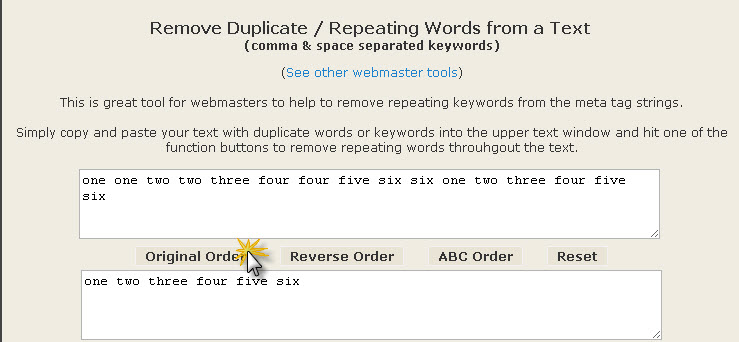 Remove Duplicate / Repeating Words from a Text
(comma & space separated keywords)
(See other webmaster tools)
This is great tool for webmasters to help to remove repeating keywords from the meta tag strings.
Simply copy and paste your text with duplicate words or keywords into the upper text window and hit one of the
function buttons to remove repeating words throuhgout the text.
one one two two three four four five six six one two three four five
six
Original Order Reverse Order ABC Order Reset
one two three four five six